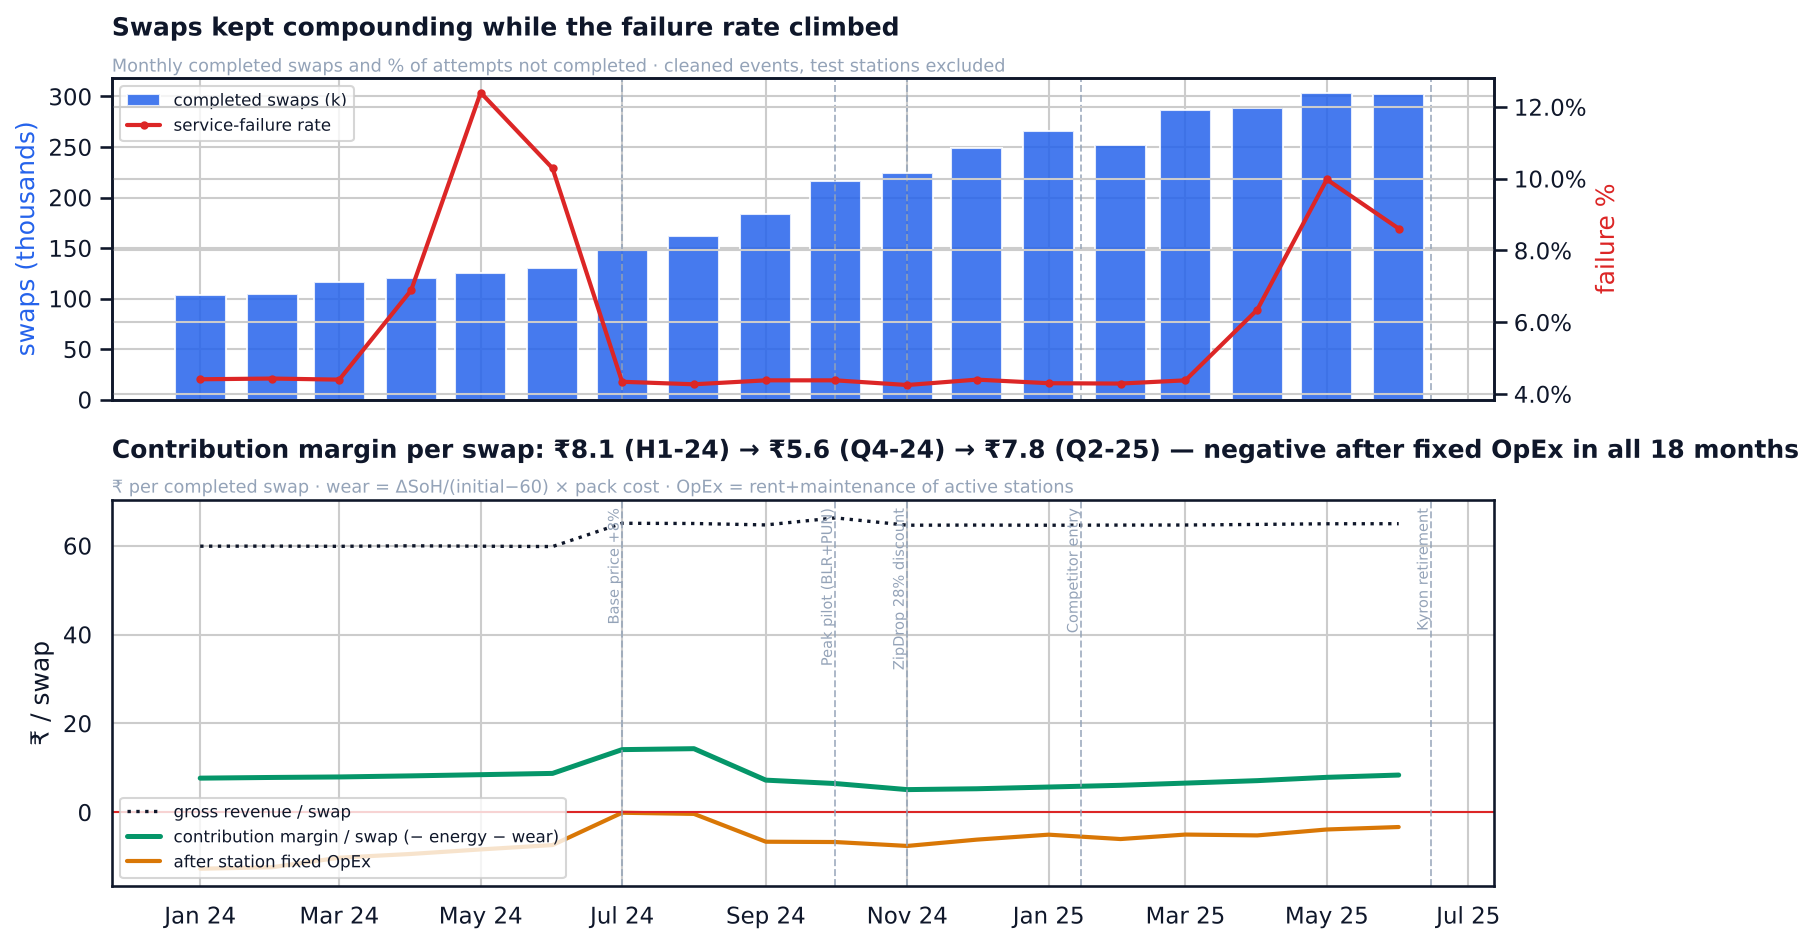 Swaps kept compounding while the failure rate climbed
Monthly completed swaps and % of attempts not completed · cleaned events, test stations excluded
completed swaps (k)
service-failure rate
swaps (thousands)
300
250
200
150
100
50
0
12.0%
10.0%
8.0%
6.0%
4.0%
failure %
Contribution margin per swap: ₹8.1 (H1-24) → ₹5.6 (Q4-24) → ₹7.8 (Q2-25) — negative after fixed OpEx in all 18 months
₹ per completed swap · wear = ΔSoH/(initial−60) × pack cost · OpEx = rent+maintenance of active stations
₹ / swap
60
40
20
0
Base price +8%
Peak pilot (BLR+PUN)
ZipDrop 28% discount
Competitor entry
Kyron retirement
gross revenue / swap
contribution margin / swap (− energy − wear)
after station fixed OpEx
Jan 24
Mar 24
May 24
Jul 24
Sep 24
Nov 24
Jan 25
Mar 25
May 25
Jul 25